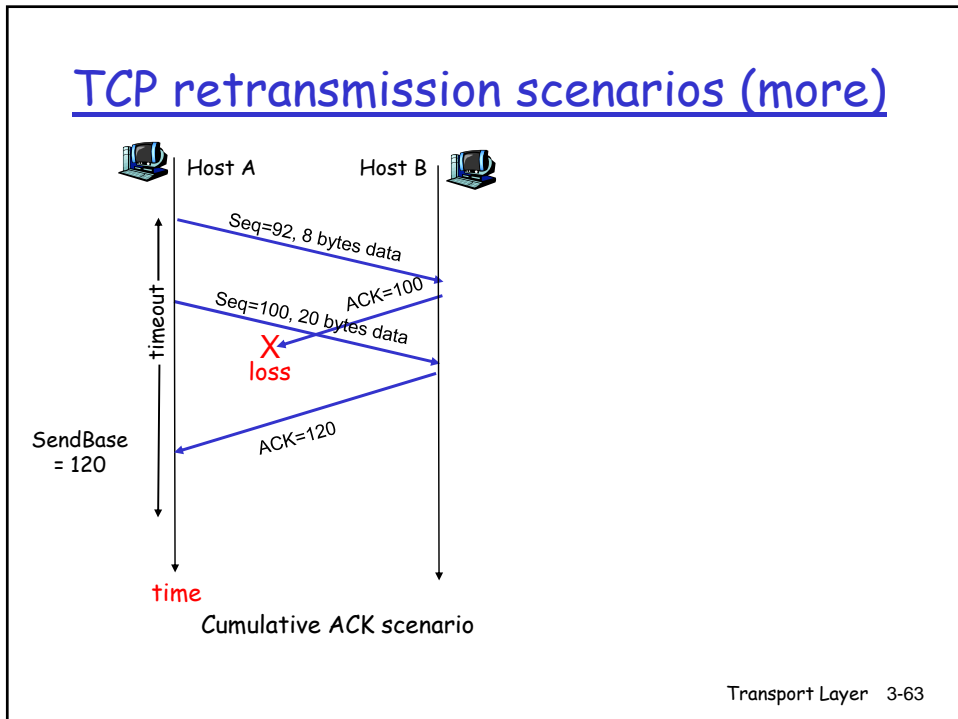 TCP retransmission scenarios (more)
Host A
Host B
Seq=92, 8 bytes data
ACK=100
timeout
Seq=100, 20 bytes data
X
loss
ACK=120
SendBase
= 120
time
Cumulative ACK scenario
Transport Layer 3-63